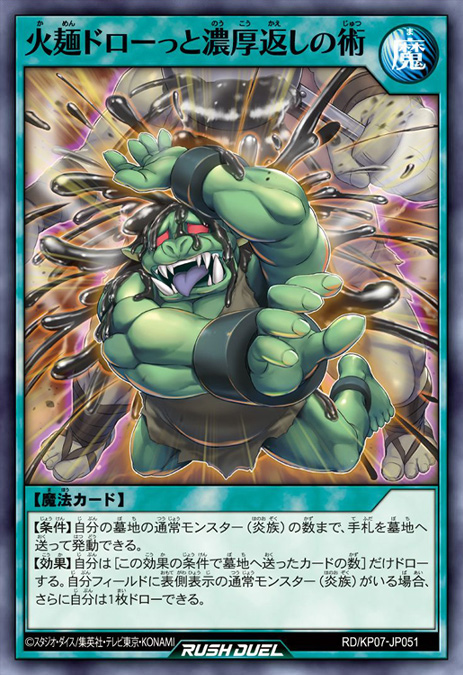 火麺ドローっと濃厚返しの術
魔
【魔法カード】
【条件】自分の墓地の通常モンスター(炎族)の数まで、手札を墓地へ
送って発動できる。
【効果】自分は[この効果の条件で墓地へ送ったカードの数]だけドロー
する。自分フィールドに表側表示の通常モンスター(炎族)がいる場合、
さらに自分は1枚ドローできる。
©スタジオ・ダイス/集英社・テレビ東京・KONAMI
RUSH DUEL
RD/KP07-JP051